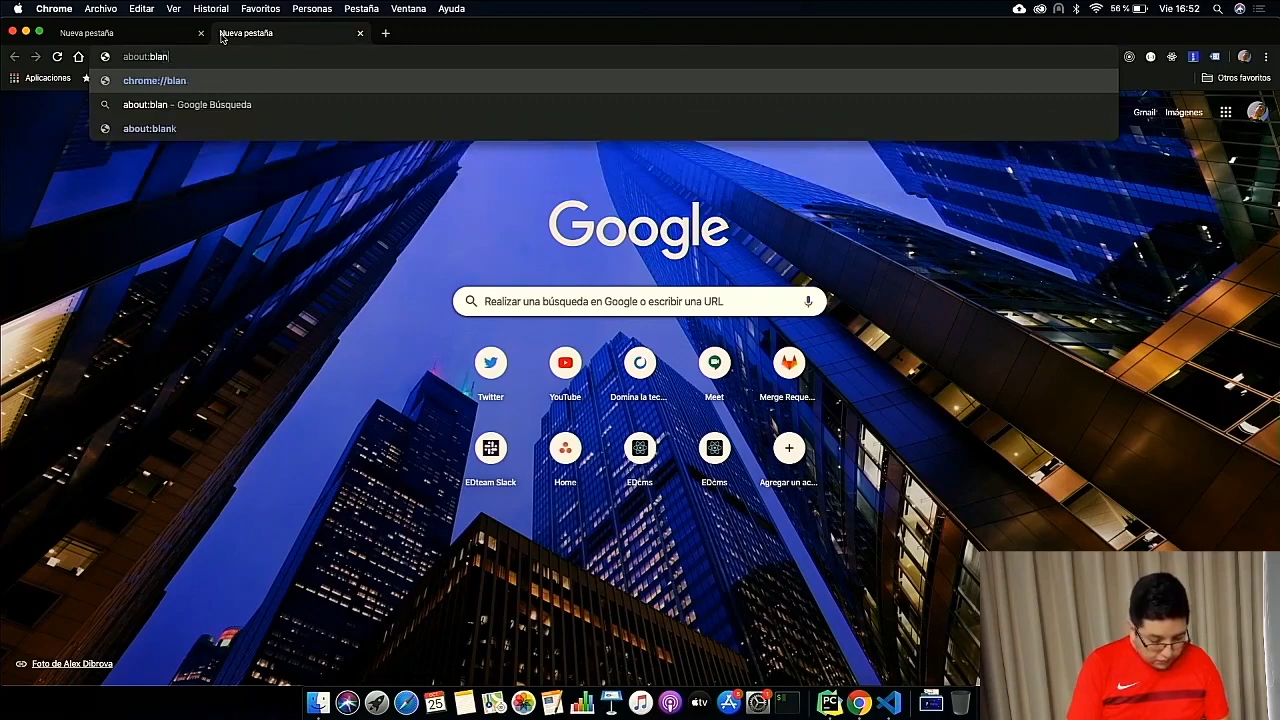 Chrome Archivo Editar Ver Historial Favoritos Personas Pestaña Ventana Ayuda 56 % Vie 16:52
Nueva pestaña Nueva pestaña
about:blan
Aplicaciones chrome://blan Otros favoritos
about:blan – Google Búsqueda
Gmail Imágenes
about:blank
Google
Realizar una búsqueda en Google o escribir una URL
Twitter YouTube Domina la tec... Meet Merge Reque...
EDteam Slack Home EDcms EDcms Agregar un ac...
Foto de Alex Dibrova
25
PC
tv